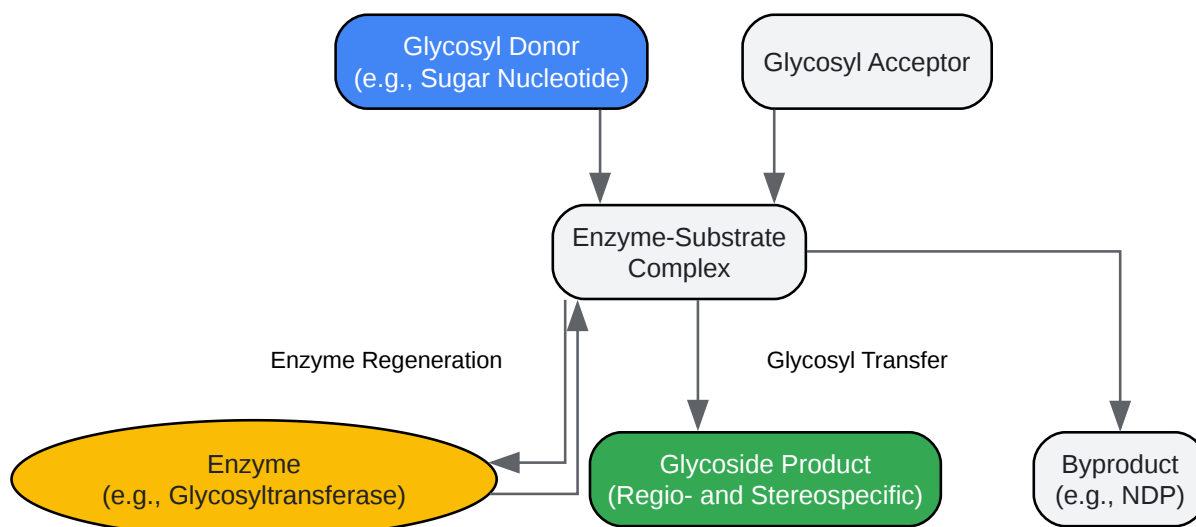 Glycosyl Donor
(e.g., Sugar Nucleotide)
Glycosyl Acceptor
Enzyme-Substrate
Complex
Enzyme Regeneration
Glycosyl Transfer
Enzyme
(e.g., Glycosyltransferase)
Glycoside Product
(Regio- and Stereospecific)
Byproduct
(e.g., NDP)